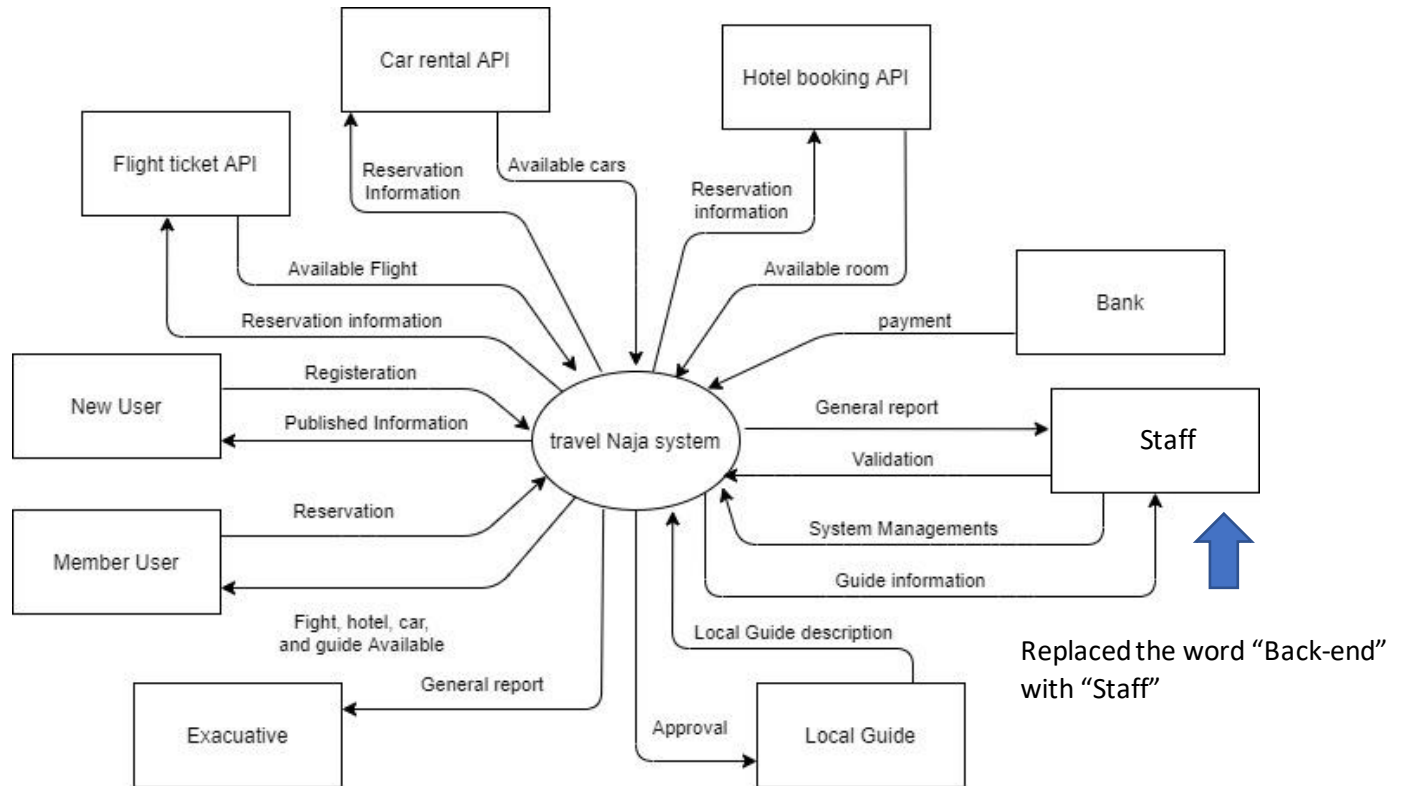 Car rental API
Hotel booking API
Flight ticket API
Reservation
Information
Available cars
Reservation
information
Available Flight
Available room
Bank
Reservation information
payment
New User
Registeration
Published Information
travel Naja system
General report
Staff
Validation
Reservation
System Managements
Member User
Guide information
Fight, hotel, car,
and guide Available
Local Guide description
Replaced the word “Back-end”
with “Staff”
General report
Exacuative
Approval
Local Guide